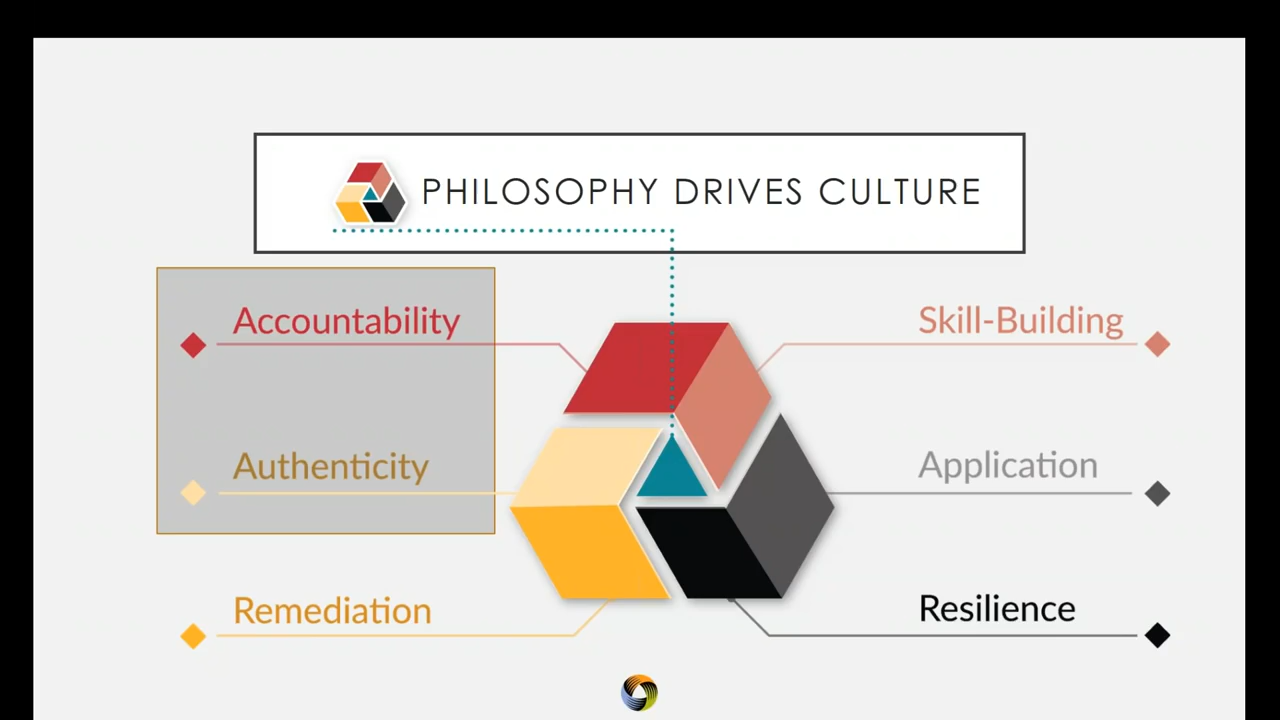 PHILOSOPHY DRIVES CULTURE
Accountability
Skill-Building
Authenticity
Application
Remediation
Resilience